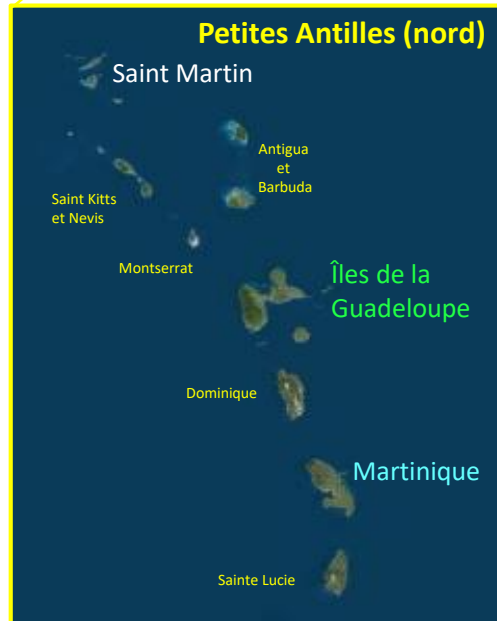 Petites Antilles (nord)
Saint Martin
Antigua
et
Barbuda
Saint Kitts
et Nevis
Montserrat
Îles de la
Guadeloupe
Dominique
Martinique
Sainte Lucie